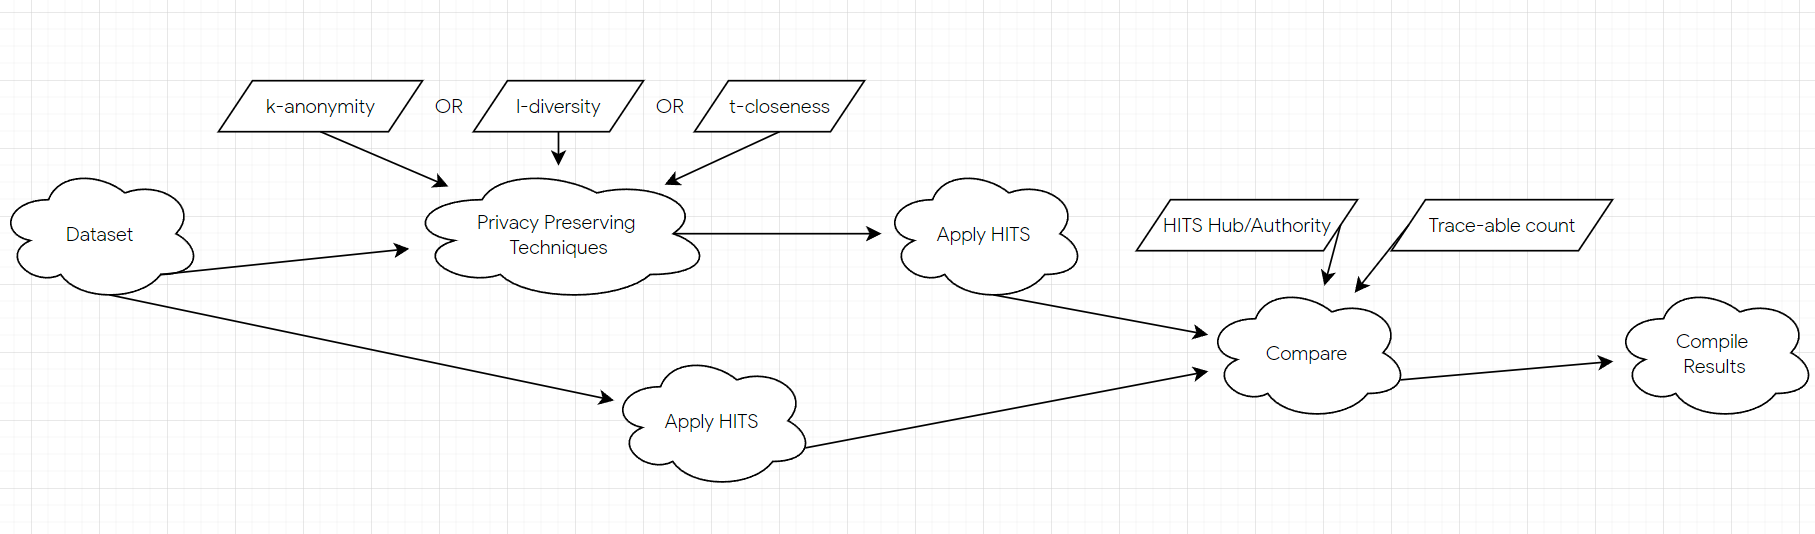 k-anonymity OR l-diversity OR t-closeness
Dataset
Privacy Preserving
Techniques
Apply HITS
HITS Hub/Authority
Trace-able count
Apply HITS
Compare
Compile
Results